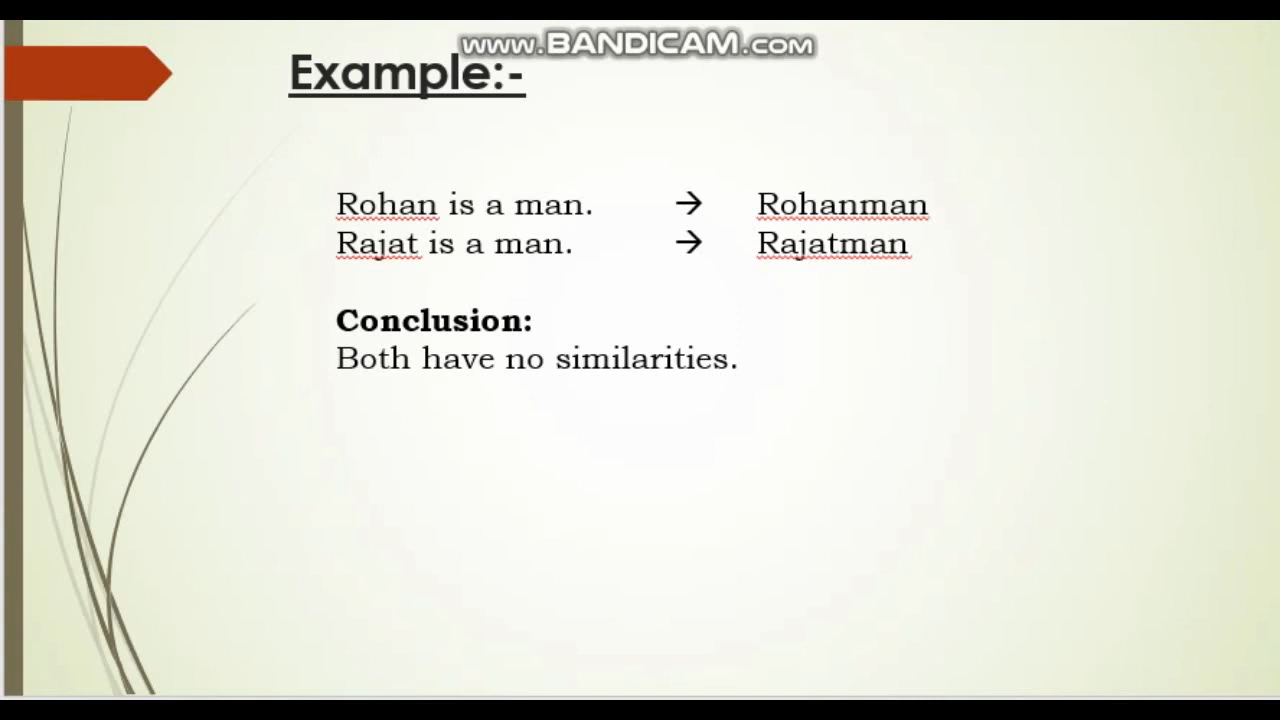 www.BANDICAM.com
Example:-
Rohan is a man. → Rohanman
Rajat is a man. → Rajatman
Conclusion:
Both have no similarities.